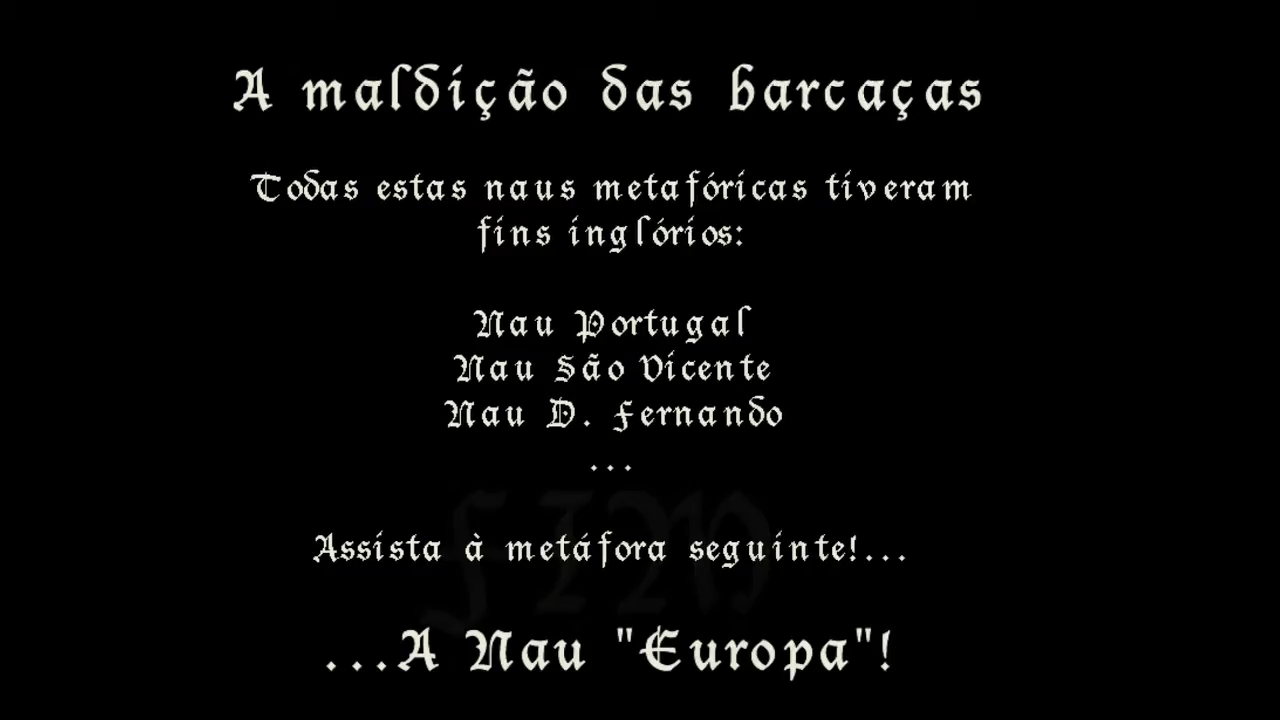 A maldição das barcaças
Todas estas naus metafóricas tiveram
fins inglórios:
Nau Portugal
Nau São Vicente
Nau D. Fernando
...
FIM
Assista à metáfora seguinte!...
...A Nau "Europa"!